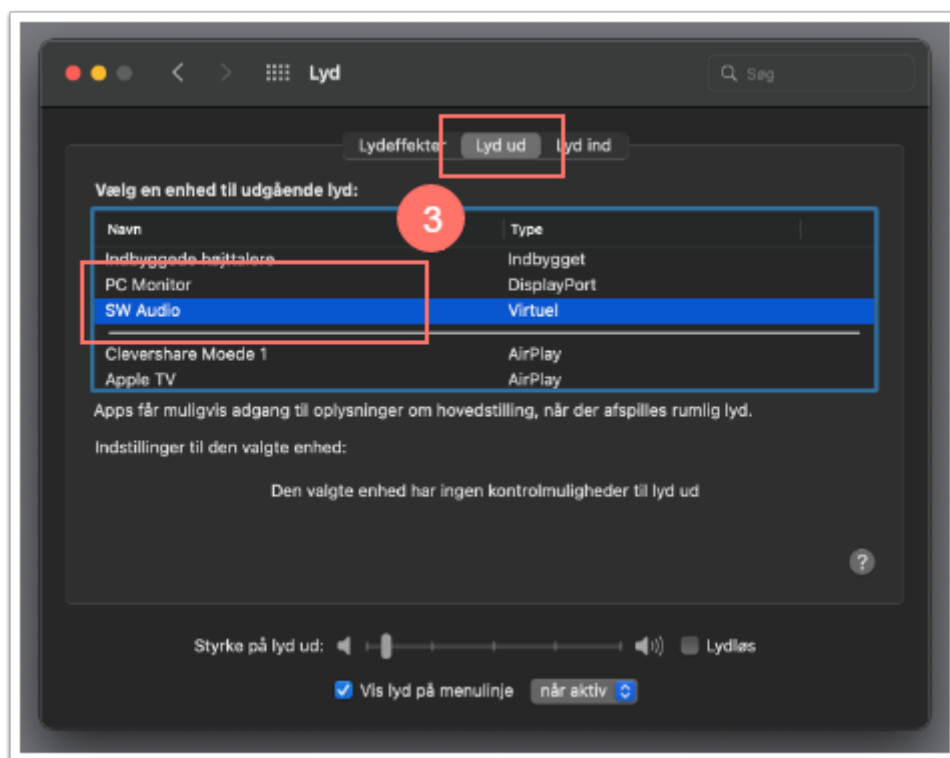 Lyd
Søg
Lydeffekter
Lyd ud
Lyd ind
Vælg en enhed til udgående lyd:
3
Navn Type
Indbyggede højttalere Indbygget
PC Monitor DisplayPort
SW Audio Virtuel
Clevershare Moede 1 AirPlay
Apple TV AirPlay
Apps får muligvis adgang til oplysninger om hovedstilling, når der afspilles rumlig lyd.
Indstillinger til den valgte enhed:
Den valgte enhed har ingen kontrolmuligheder til lyd ud
?
Styrke på lyd ud: Lydløs
Vis lyd på menulinje når aktiv